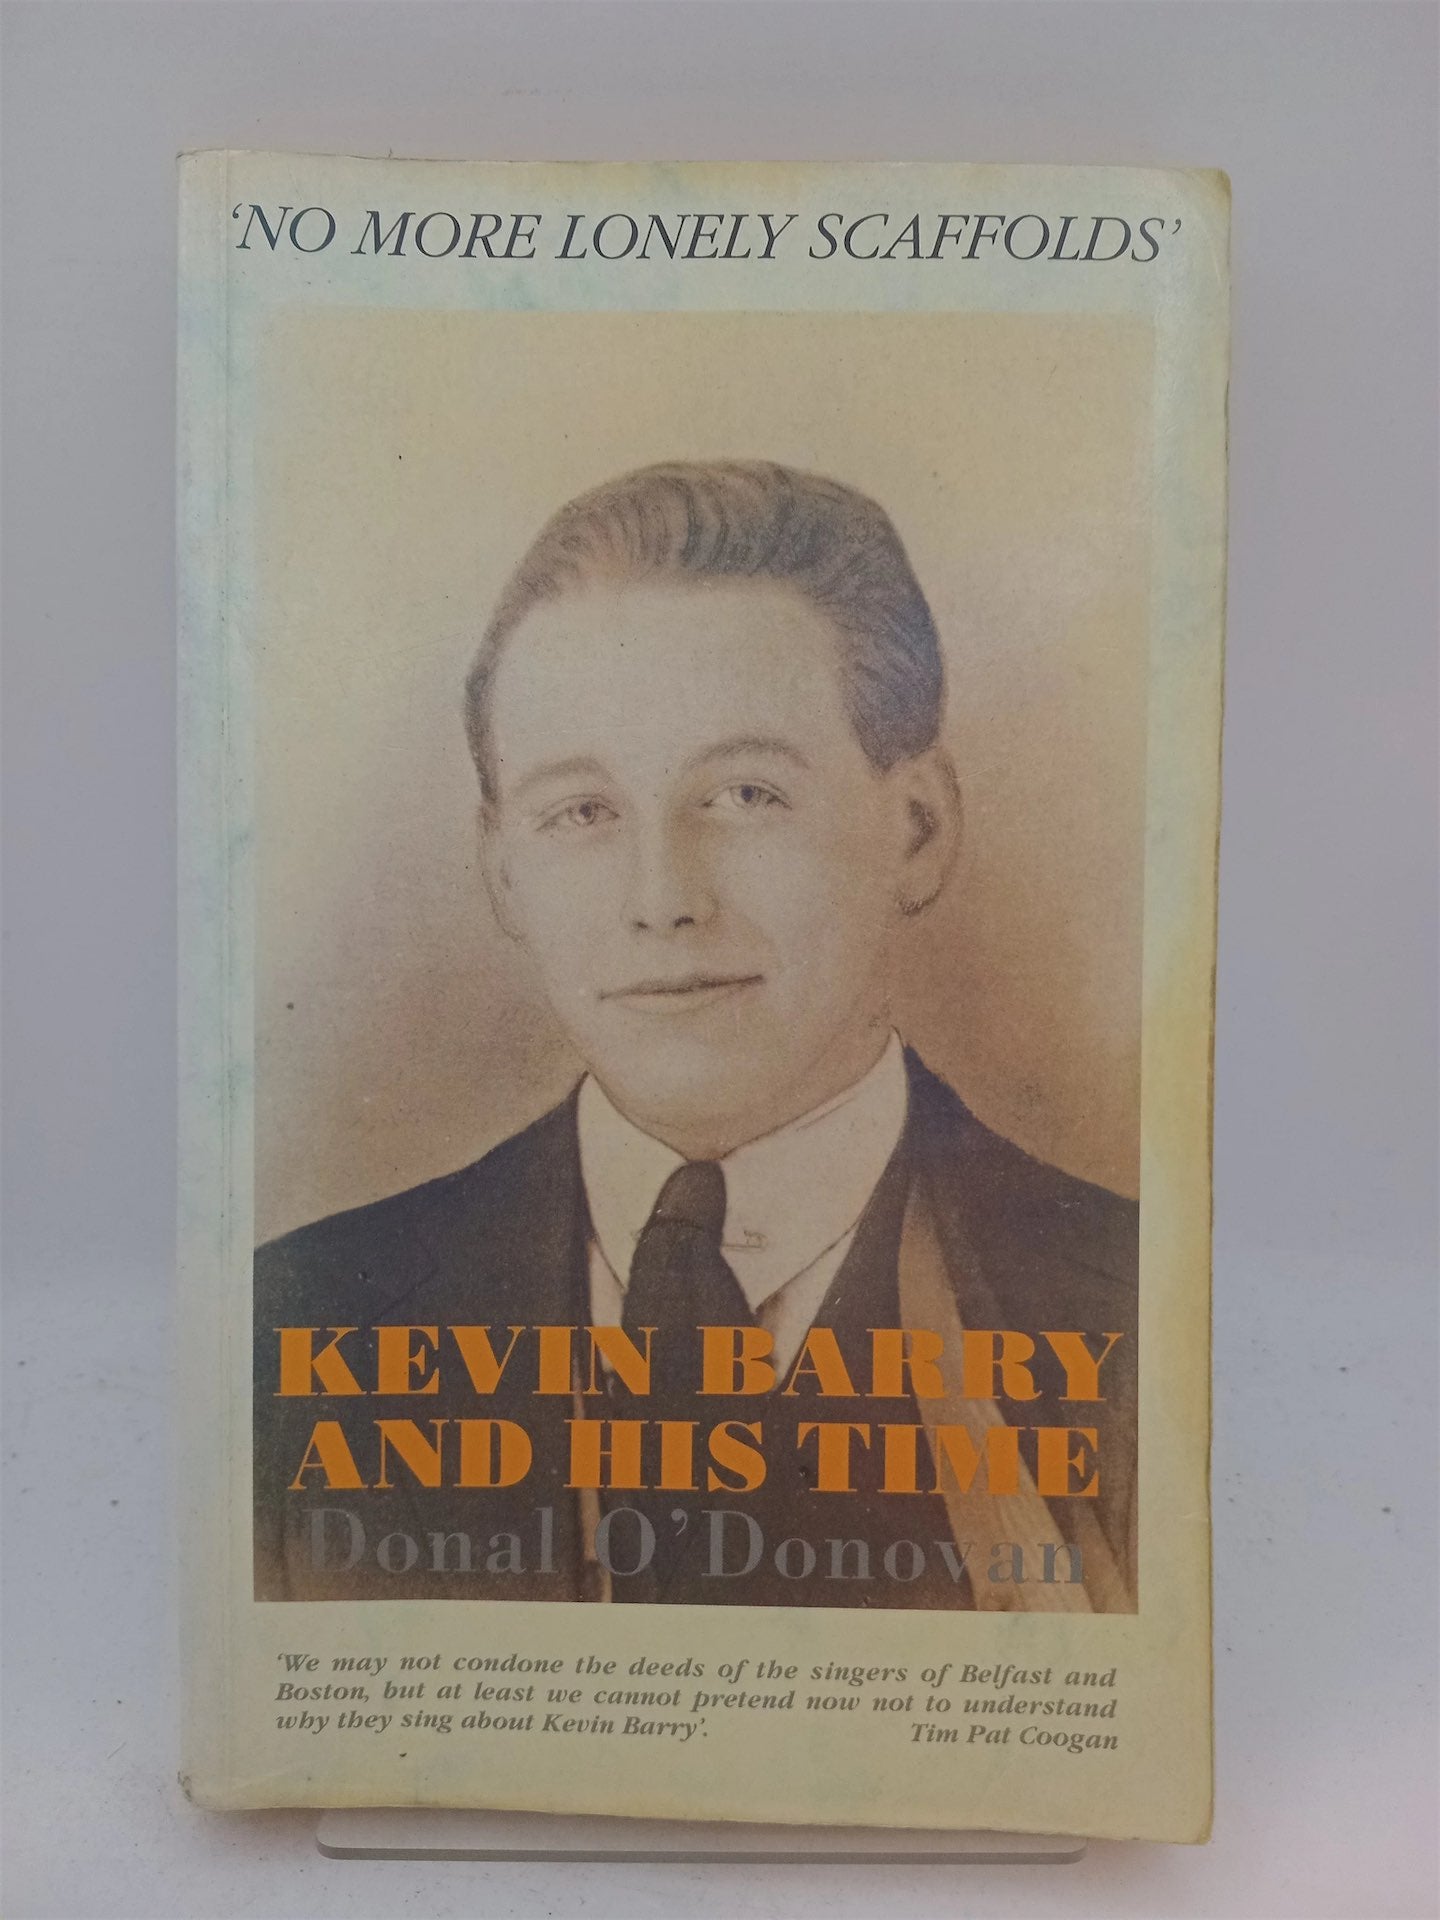 ‘NO MORE LONELY SCAFFOLDS’
KEVIN BARRY
AND HIS TIME
Donal O’Donovan
‘We may not condone the deeds of the singers of Belfast and
Boston, but at least we cannot pretend now not to understand
why they sing about Kevin Barry’.
Tim Pat Coogan